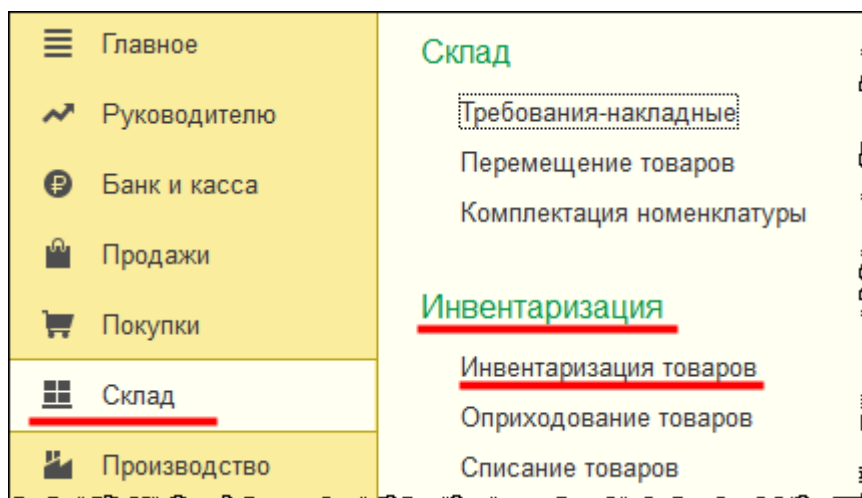 Главное
Руководителю
Банк и касса
Продажи
Покупки
Склад
Производство
Склад
Требования-накладные
Перемещение товаров
Комплектация номенклатуры
Инвентаризация
Инвентаризация товаров
Оприходование товаров
Списание товаров